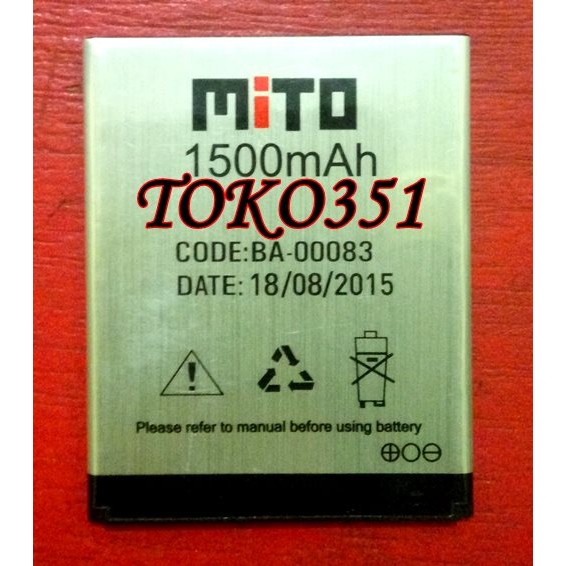 MiTO
1500mAh
TOKO351
CODE:BA-00083
DATE: 18/08/2015
Please refer to manual before using battery